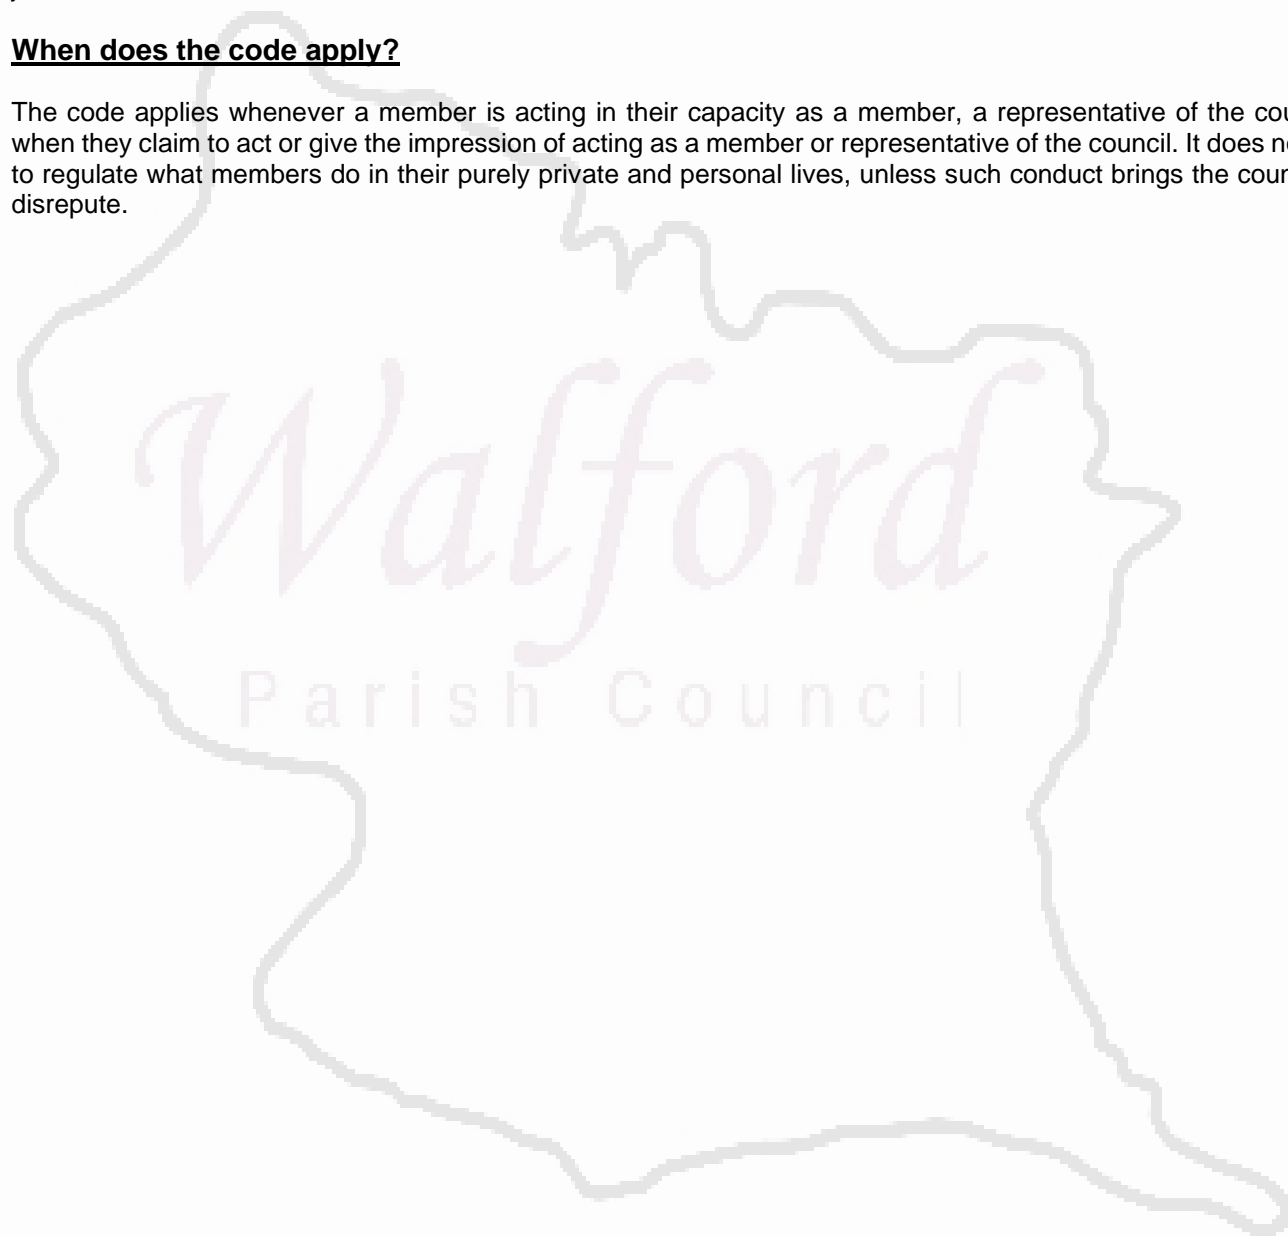 When does the code apply?
The code applies whenever a member is acting in their capacity as a member, a representative of the
when they claim to act or give the impression of acting as a member or representative of the council. It does
to regulate what members do in their purely private and personal lives, unless such conduct brings the
disrepute.
Walford
Parish Council